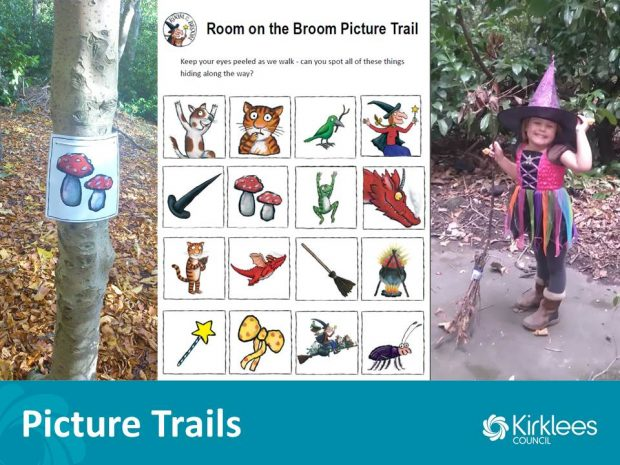 Room on the Broom Picture Trail
Keep your eyes peeled as we walk - can you spot all of these things
hiding along the way?
Picture Trails
Kirklees
COUNCIL